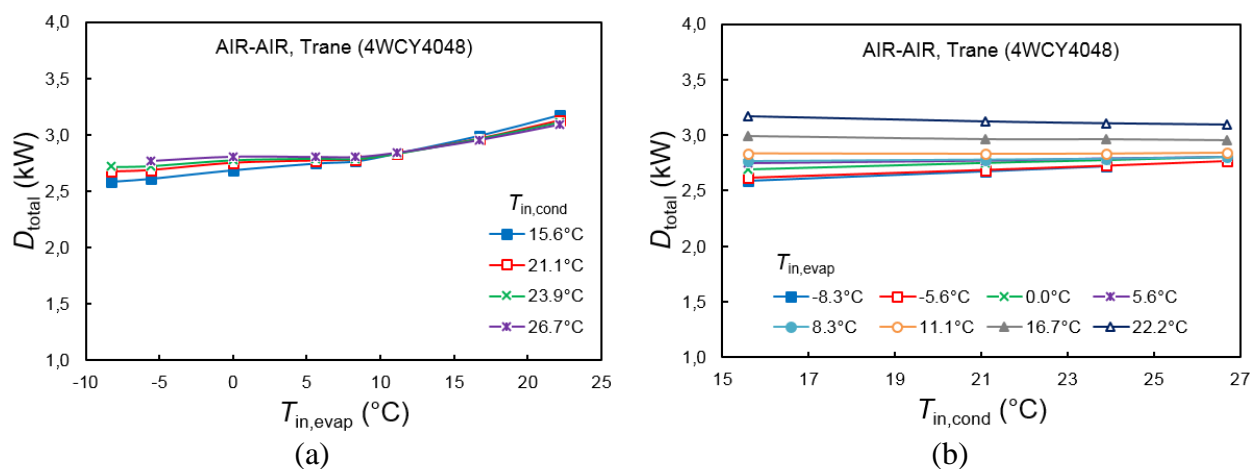 AIR-AIR, Trane (4WCY4048)
4,0
3,5
3,0
2,5
2,0
1,5
1,0
D_total (kW)
T_in,cond
15.6°C
21.1°C
23.9°C
26.7°C
-10 -5 0 5 10 15 20 25
T_in,evap (°C)
(a)
AIR-AIR, Trane (4WCY4048)
4,0
3,5
3,0
2,5
2,0
1,5
1,0
D_total (kW)
T_in,evap
-8.3°C -5.6°C 0.0°C 5.6°C
8.3°C 11.1°C 16.7°C 22.2°C
15 17 19 21 23 25 27
T_in,cond (°C)
(b)